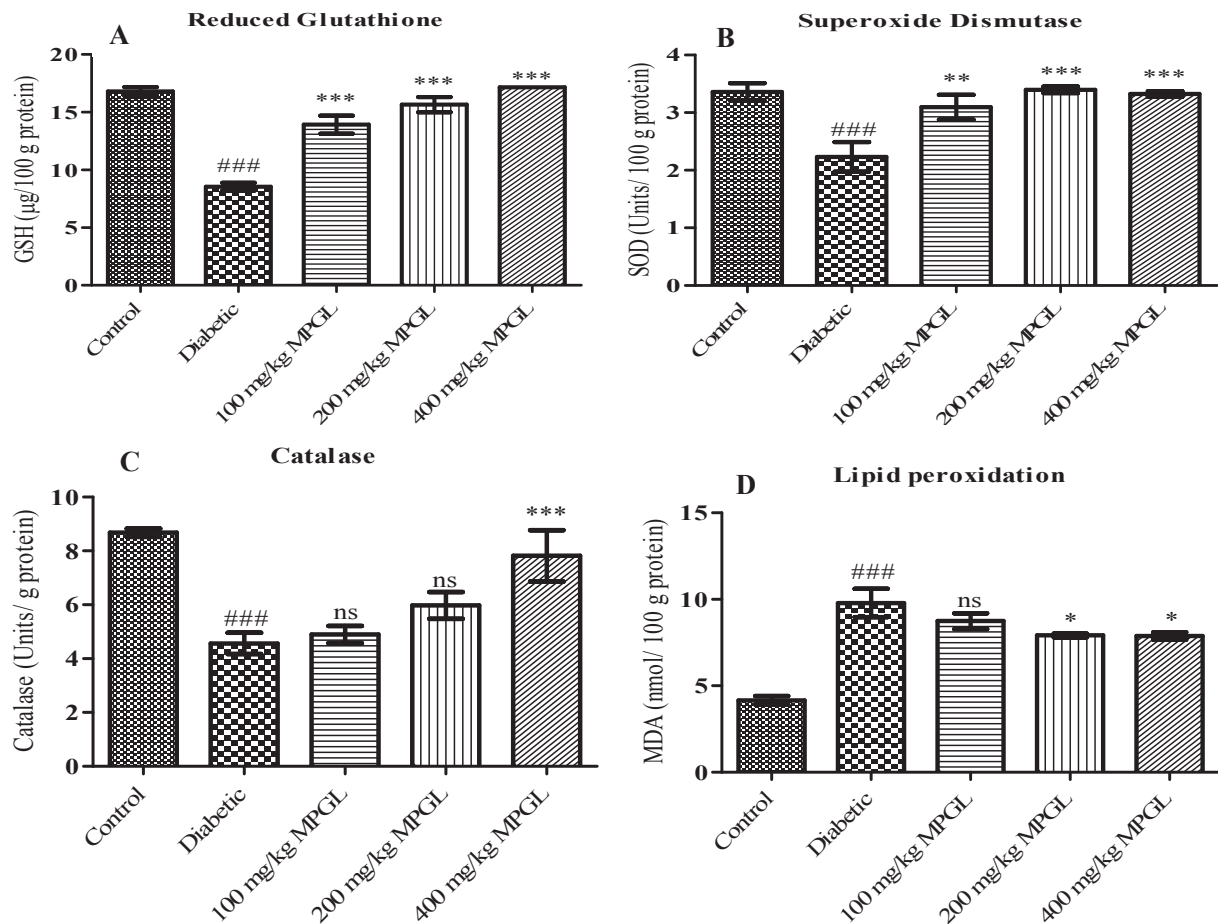 A
Reduced Glutathione
GSH (µg/100 g protein)
20
15
10
5
0
###
***
***
***
Control
Diabetic
100 mg/kg MPGL
200 mg/kg MPGL
400 mg/kg MPGL
B
Superoxide Dismutase
SOD (Units/ 100 g protein)
4
3
2
1
0
###
**
***
***
Control
Diabetic
100 mg/kg MPGL
200 mg/kg MPGL
400 mg/kg MPGL
C
Catalase
Catalase (Units/ g protein)
10
8
6
4
2
0
###
ns
ns
***
Control
Diabetic
100 mg/kg MPGL
200 mg/kg MPGL
400 mg/kg MPGL
D
Lipid peroxidation
MDA (nmol/ 100 g protein)
15
10
5
0
###
ns
*
*
Control
Diabetic
100 mg/kg MPGL
200 mg/kg MPGL
400 mg/kg MPGL